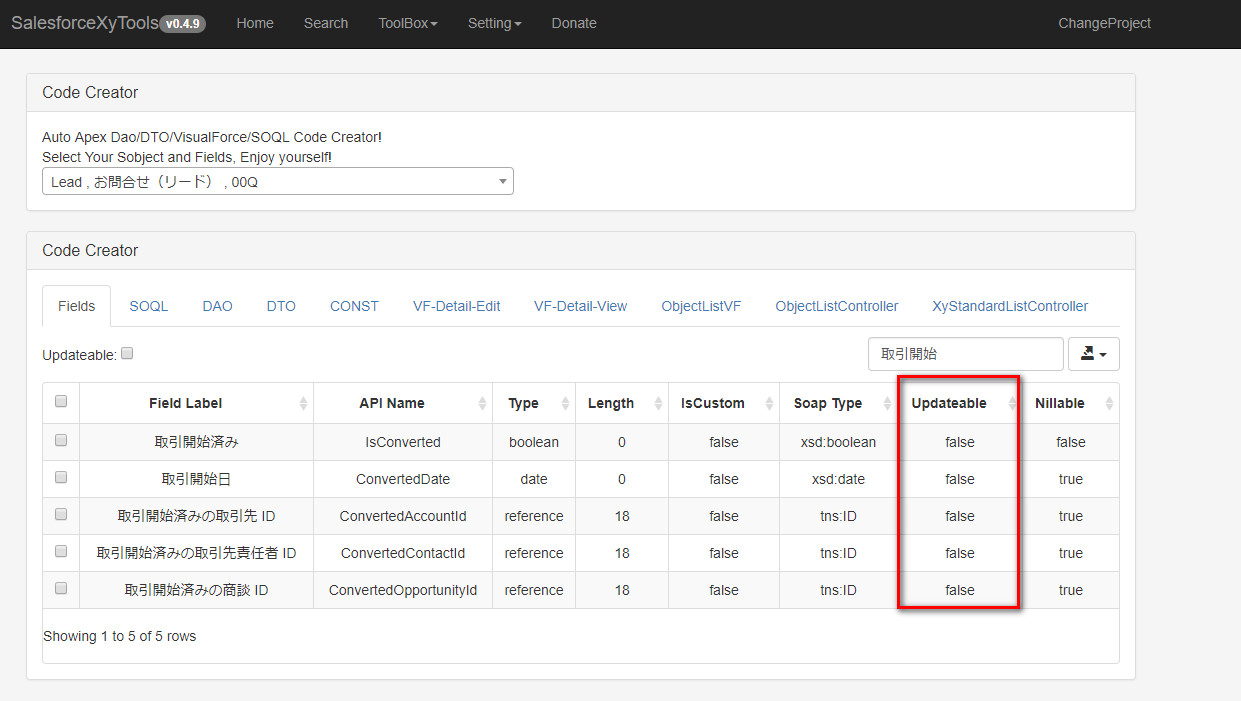 SalesforceXyTools v0.4.9 Home Search ToolBox Setting Donate ChangeProject
Code Creator
Auto Apex Dao/DTO/VisualForce/SOQL Code Creator!
Select Your Sobject and Fields, Enjoy yourself!
Lead , お問合せ（リード） , 00Q
Code Creator
Fields SOQL DAO DTO CONST VF-Detail-Edit VF-Detail-View ObjectListVF ObjectListController XyStandardListController
Updateable: 取引開始
Field Label API Name Type Length IsCustom Soap Type Updateable Nillable
取引開始済み IsConverted boolean 0 false xsd:boolean false false
取引開始日 ConvertedDate date 0 false xsd:date false true
取引開始済みの取引先 ID ConvertedAccountId reference 18 false tns:ID false true
取引開始済みの取引先責任者 ID ConvertedContactId reference 18 false tns:ID false true
取引開始済みの商談 ID ConvertedOpportunityId reference 18 false tns:ID false true
Showing 1 to 5 of 5 rows